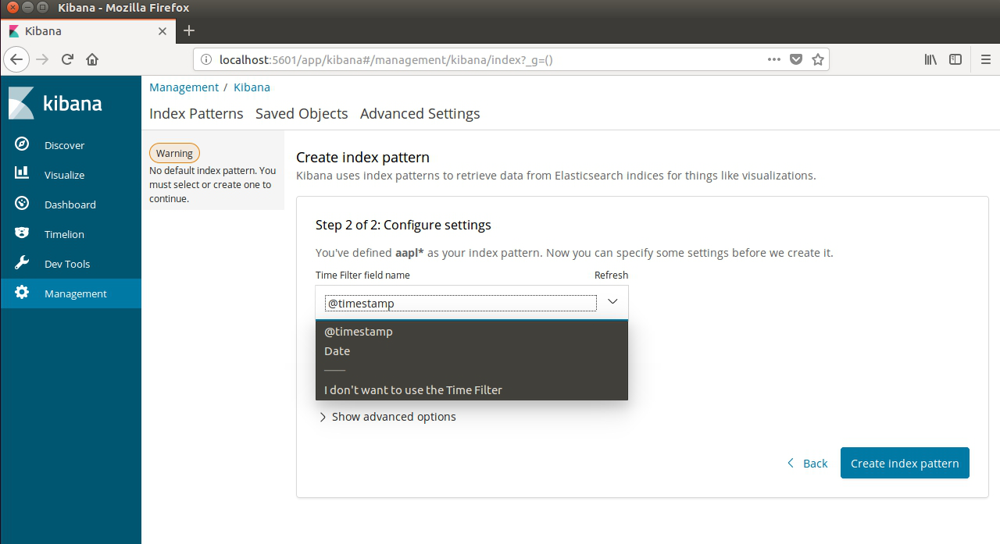 Kibana - Mozilla Firefox
Kibana
localhost:5601/app/kibana#/management/kibana/index?_g=()
kibana
Discover
Visualize
Dashboard
Timelion
Dev Tools
Management
Management / Kibana
Index Patterns Saved Objects Advanced Settings
Warning
No default index pattern. You
must select or create one to
continue.
Create index pattern
Kibana uses index patterns to retrieve data from Elasticsearch indices for things like visualizations.
Step 2 of 2: Configure settings
You've defined aapl* as your index pattern. Now you can specify some settings before we create it.
Time Filter field name Refresh
@timestamp
@timestamp
Date
I don't want to use the Time Filter
Show advanced options
Back Create index pattern